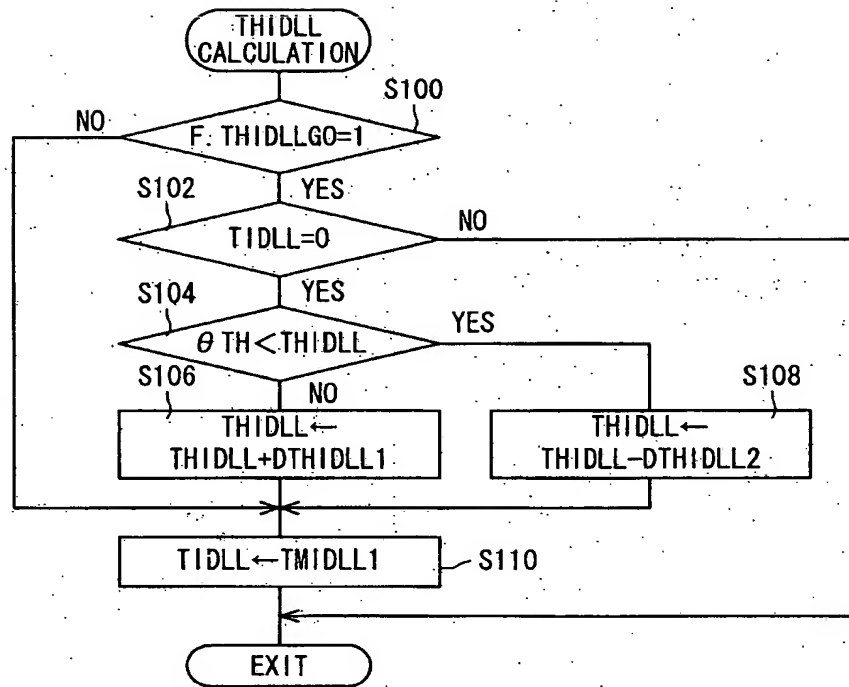 THIDLL
CALCULATION
S100
NO
F. THIDLLGO=1
YES
S102
NO
TIDLL=0
YES
S104
YES
θTH<THIDLL
NO
S106
S108
THIDLL←
THIDLL+DTHIDLL1
THIDLL←
THIDLL-DTHIDLL2
TIDLL←TMIDLL1
S110
EXIT